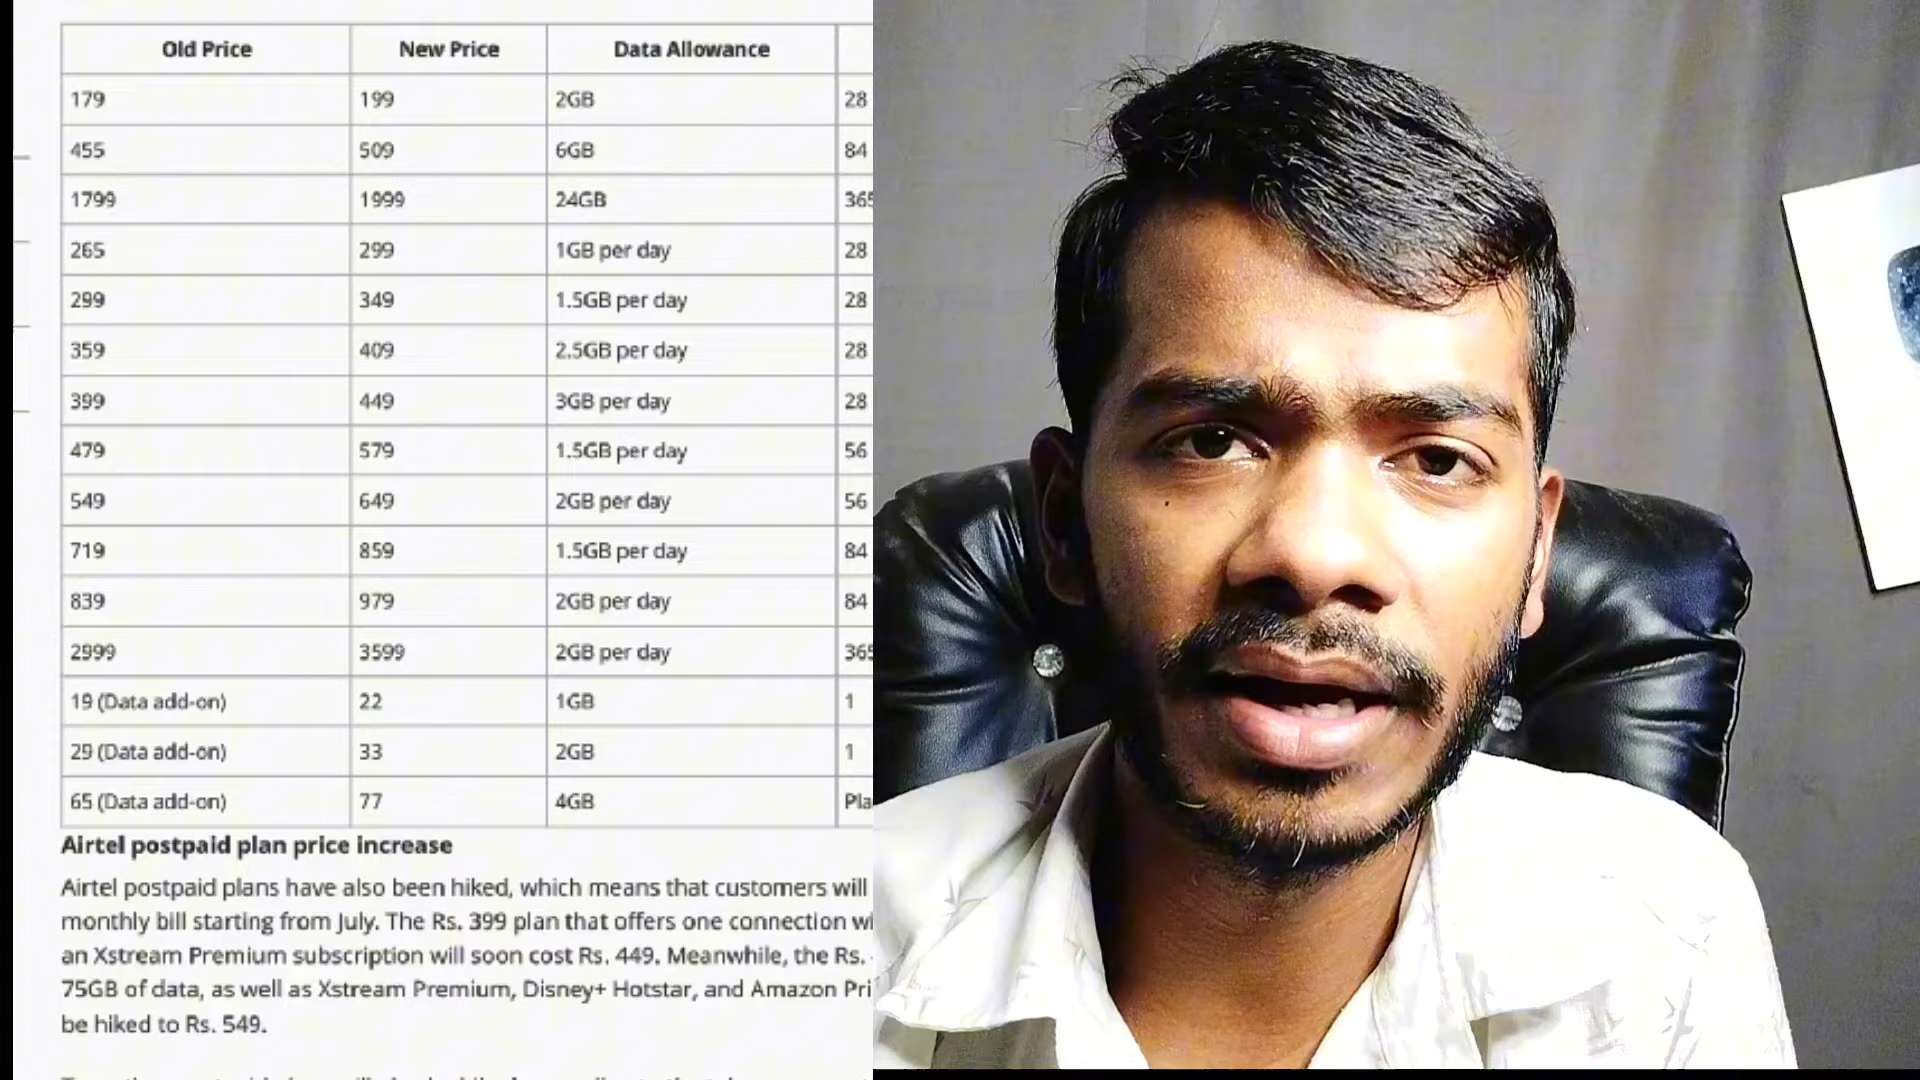 Old Price New Price Data Allowance
179 199 2GB 28
455 509 6GB 84
1799 1999 24GB 365
265 299 1GB per day 28
299 349 1.5GB per day 28
359 409 2.5GB per day 28
399 449 3GB per day 28
479 579 1.5GB per day 56
549 649 2GB per day 56
719 859 1.5GB per day 84
839 979 2GB per day 84
2999 3599 2GB per day 365
19 (Data add-on) 22 1GB 1
29 (Data add-on) 33 2GB 1
65 (Data add-on) 77 4GB Pla
Airtel postpaid plan price increase
Airtel postpaid plans have also been hiked, which means that customers will
monthly bill starting from July. The Rs. 399 plan that offers one connection wi
an Xstream Premium subscription will soon cost Rs. 449. Meanwhile, the Rs.
75GB of data, as well as Xstream Premium, Disney+ Hotstar, and Amazon Pri
be hiked to Rs. 549.